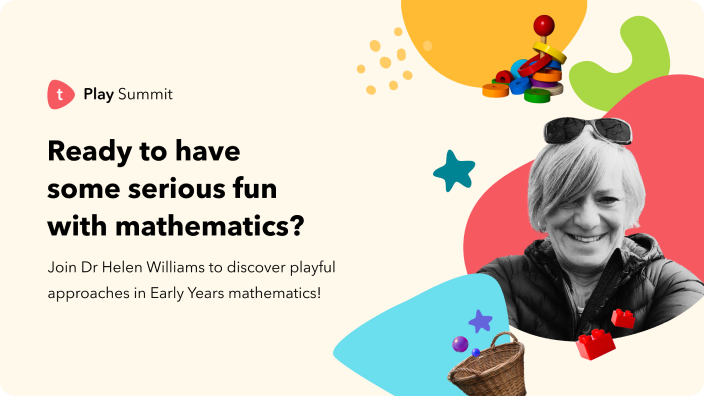 t Play Summit
Ready to have
some serious fun
with mathematics?
Join Dr Helen Williams to discover playful
approaches in Early Years mathematics!